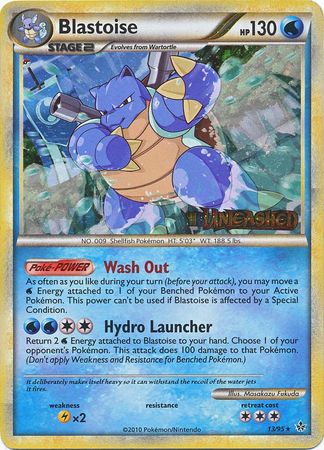 Blastoise HP 130
STAGE 2 Evolves from Wartortle
UNLEASHED
NO. 009 Shellfish Pokémon HT. 5'03" WT. 188.5 lbs.
Poké-POWER Wash Out
As often as you like during your turn (before your attack), you may move a
Energy attached to 1 of your Benched Pokémon to your Active
Pokémon. This power can't be used if Blastoise is affected by a Special
Condition.
Hydro Launcher
Return 2 Energy attached to Blastoise to your hand. Choose 1 of your
opponent's Pokémon. This attack does 100 damage to that Pokémon.
(Don't apply Weakness and Resistance for Benched Pokémon.)
It deliberately makes itself heavy so it can withstand the recoil of the water jets
it fires.
Illus. Masakazu Fukuda
weakness resistance retreat cost
×2
©2010 Pokémon/Nintendo 13/95 ★